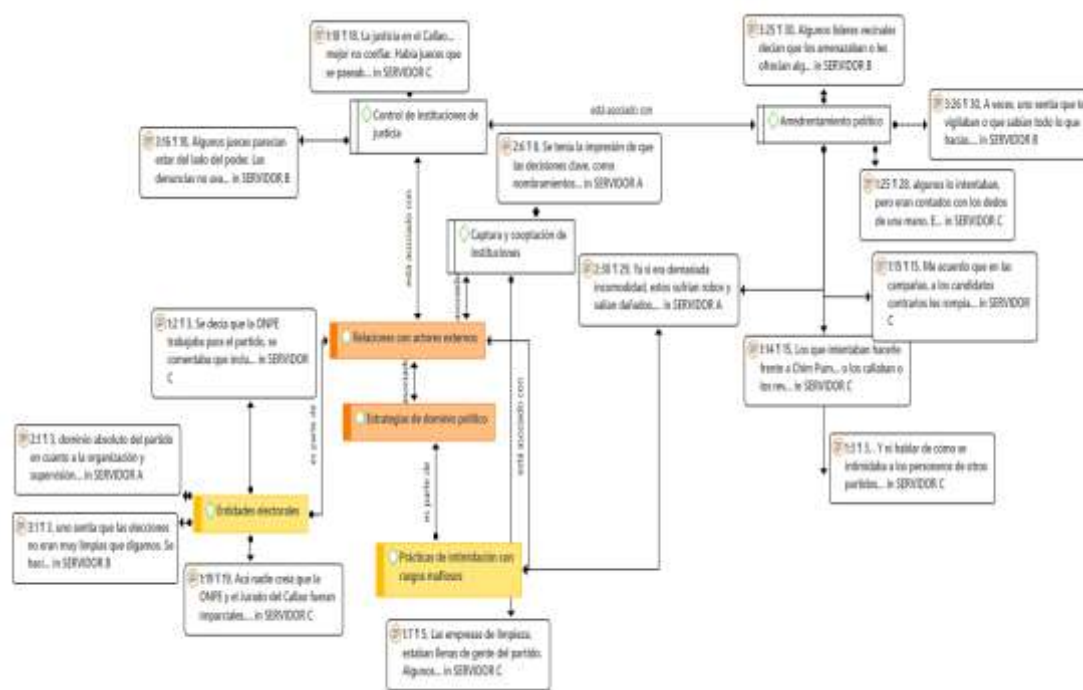 1:18 ¶ 18. La justicia en el Callao...
mejor no confiar. Había jueces que
se paseab... in SERVIDOR C
3:25 ¶ 30. Algunos líderes vecinales
decían que los amenazaban o les
ofrecían alg... in SERVIDOR B
está asociado con
Control de instituciones de
justicia
Amedrentamiento político
3:26 ¶ 30. A veces, uno sentía que lo
vigilaban o que sabían todo lo que
hacías... in SERVIDOR B
3:16 ¶ 18. Algunos jueces parecían
estar del lado del poder. Las
denuncias no ava... in SERVIDOR B
2:6 ¶ 8. Se tenía la impresión de que
las decisiones clave, como
nombramientos... in SERVIDOR A
1:25 ¶ 28. algunos lo intentaban,
pero eran contados con los dedos
de una mano. E... in SERVIDOR C
está asociado con
Captura y cooptación de
instituciones
2:30 ¶ 29. Ya si era demasiada
incomodidad, estos sufrían robos y
salían dañados... in SERVIDOR A
1:15 ¶ 15. Me acuerdo que en las
campañas, a los candidatos
contrarios les rompía... in SERVIDOR
C
asociado
1:2 ¶ 3. Se decía que la ONPE
trabajaba para el partido, se
comentaba que inclu... in SERVIDOR
C
Relaciones con actores externos
1:14 ¶ 15. Los que intentaban hacerle
frente a Chim Pum... o los callaban o
los res... in SERVIDOR C
asociado
es parte de
está asociado con
Estrategias de dominio político
2:1 ¶ 3. dominio absoluto del partido
en cuanto a la organización y
supervisión... in SERVIDOR A
1:3 ¶ 3. . Y ni hablar de cómo se
intimidaba a los personeros de otros
partidos... in SERVIDOR C
es parte de
Entidades electorales
3:1 ¶ 3. uno sentía que las elecciones
no eran muy limpias que digamos. Se
hací... in SERVIDOR B
Prácticas de intimidación con
rasgos mafiosos
1:19 ¶ 19. Acá nadie creía que la
ONPE y el Jurado del Callao fueran
imparciales.... in SERVIDOR C
1:7 ¶ 5. Las empresas de limpieza,
estaban llenas de gente del partido.
Algunos... in SERVIDOR C